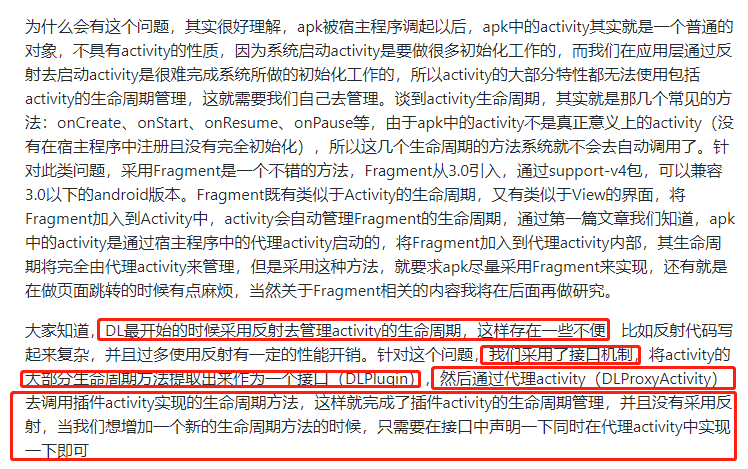 为什么会有这个问题，其实很好理解，apk被宿主程序调起以后，apk中的activity其实就是一个普通的
对象，不具有activity的性质，因为系统启动activity是要做很多初始化工作的，而我们在应用层通过反
射去启动activity是很难完成系统所做的初始化工作的，所以activity的大部分特性都无法使用包括
activity的生命周期管理，这就需要我们自己去管理。谈到activity生命周期，其实就是那几个常见的方
法：onCreate、onStart、onResume、onPause等，由于apk中的activity不是真正意义上的activity（没
有在宿主程序中注册且没有完全初始化），所以这几个生命周期的方法系统就不会去自动调用了。针
对此类问题，采用Fragment是一个不错的方法，Fragment从3.0引入，通过support-v4包，可以兼容
3.0以下的android版本。Fragment既有类似于Activity的生命周期，又有类似于View的界面，将
Fragment加入到Activity中，activity会自动管理Fragment的生命周期，通过第一篇文章我们知道，apk
中的activity是通过宿主程序中的代理activity启动的，将Fragment加入到代理activity内部，其生命周
期将完全由代理activity来管理，但是采用这种方法，就要求apk尽量采用Fragment来实现，还有就是
在做页面跳转的时候有点麻烦，当然关于Fragment相关的内容我将在后面再做研究。
大家知道，DL最开始的时候采用反射去管理activity的生命周期，这样存在一些不便 比如反射代码写
起来复杂，并且过多使用反射有一定的性能开销。针对这个问题，我们采用了接口机制，将activity的
大部分生命周期方法提取出来作为一个接口（DLPlugin），然后通过代理activity（DLProxyActivity）
去调用插件activity实现的生命周期方法，这样就完成了插件activity的生命周期管理，并且没有采用反
射，当我们想增加一个新的生命周期方法的时候，只需要在接口中声明一下同时在代理activity中实现
一下即可